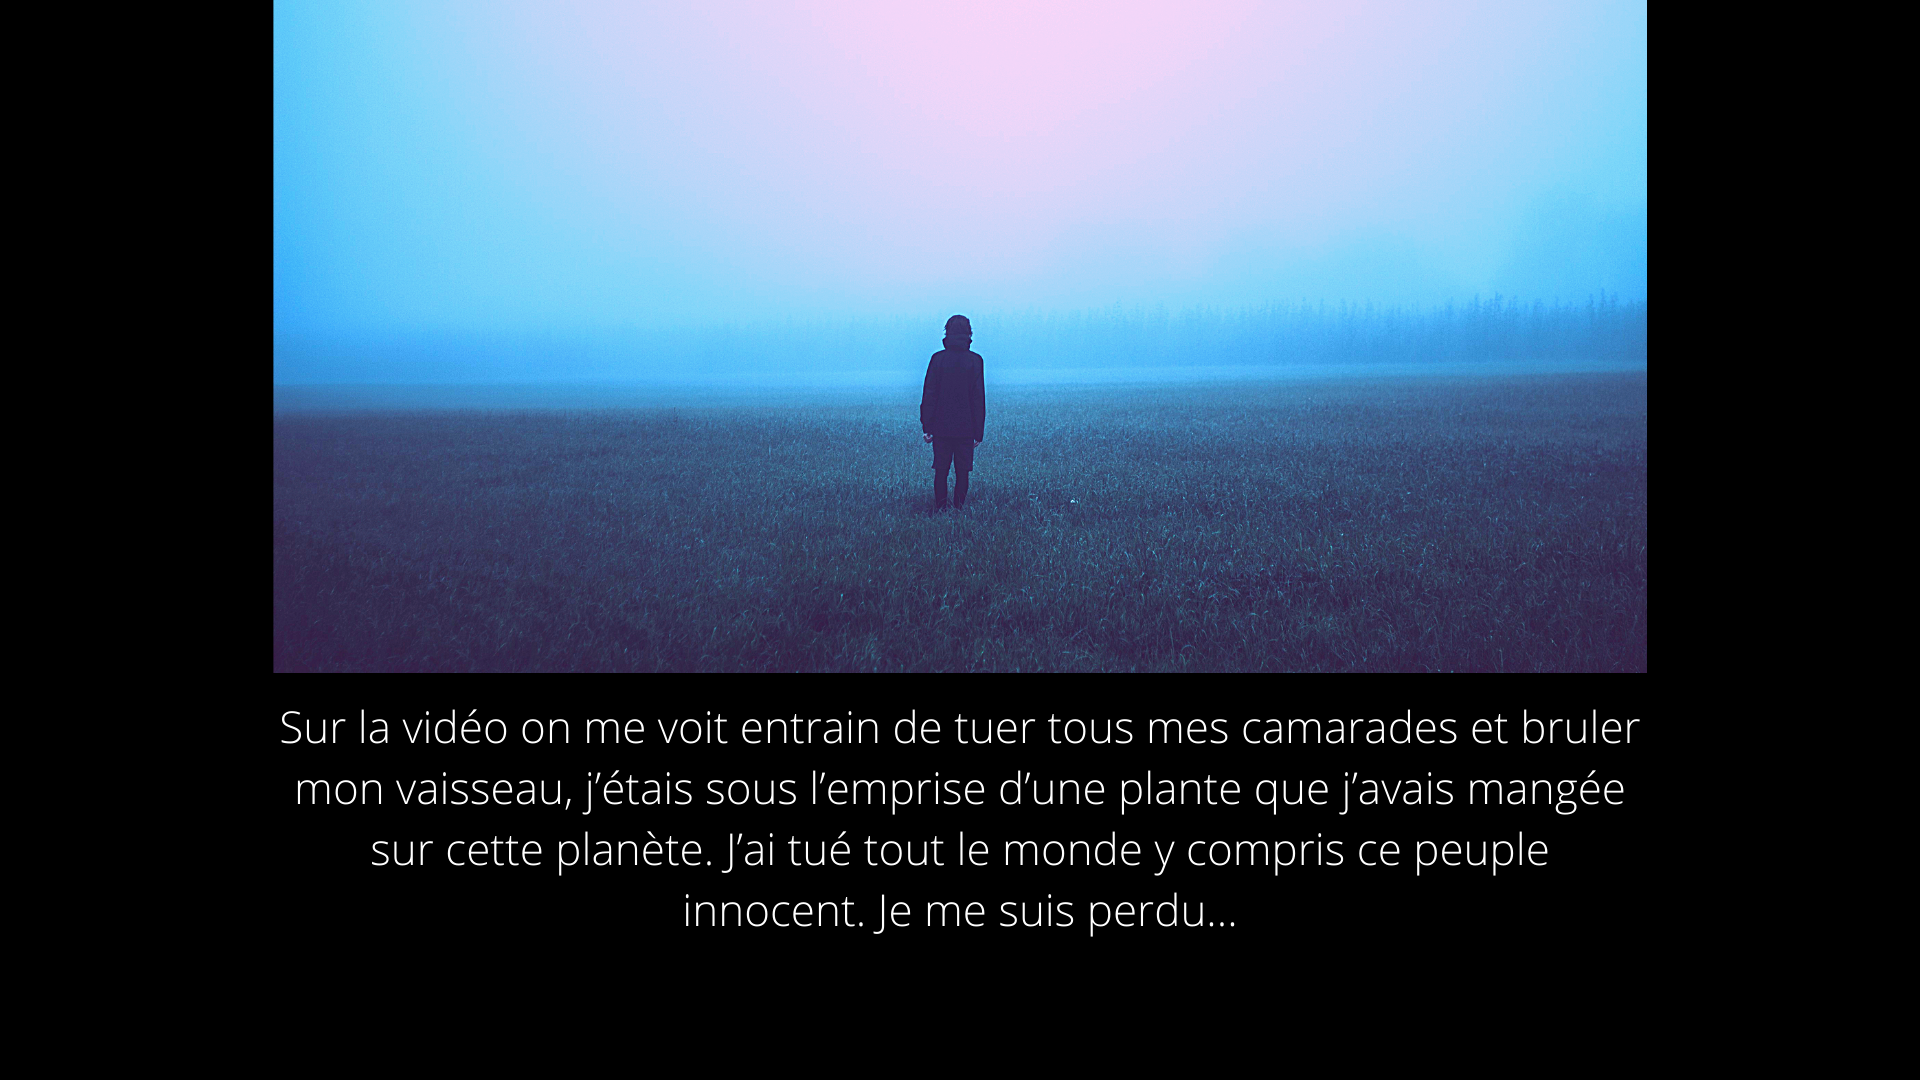 Sur la vidéo on me voit entrain de tuer tous mes camarades et bruler
mon vaisseau, j’étais sous l’emprise d’une plante que j’avais mangée
sur cette planète. J’ai tué tout le monde y compris ce peuple
innocent. Je me suis perdu...